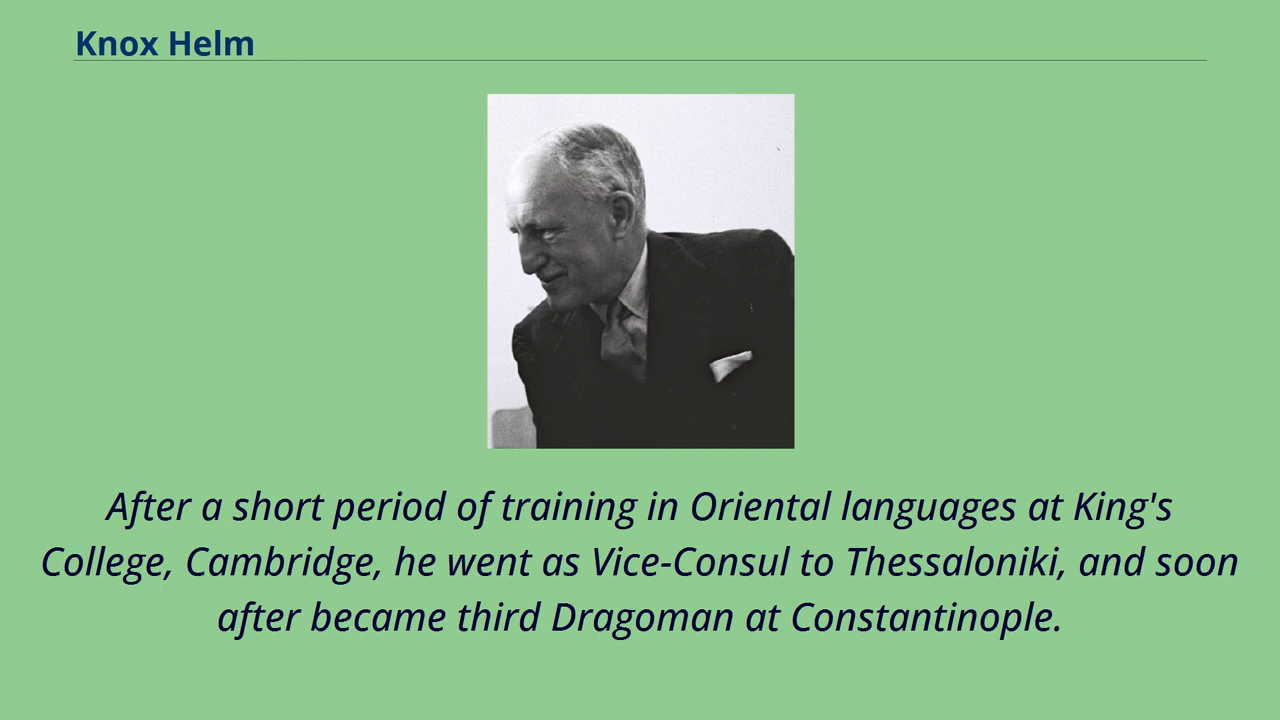 Knox Helm
After a short period of training in Oriental languages at King's
College, Cambridge, he went as Vice-Consul to Thessaloniki, and soon
after became third Dragoman at Constantinople.